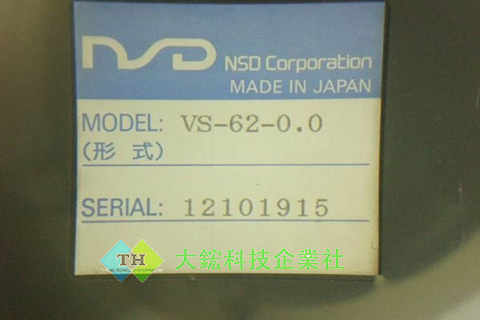 NSD NSD Corporation
MADE IN JAPAN
MODEL: VS-62-0.0
(形 式)
SERIAL: 12101915
TH 大鋐科技企業社